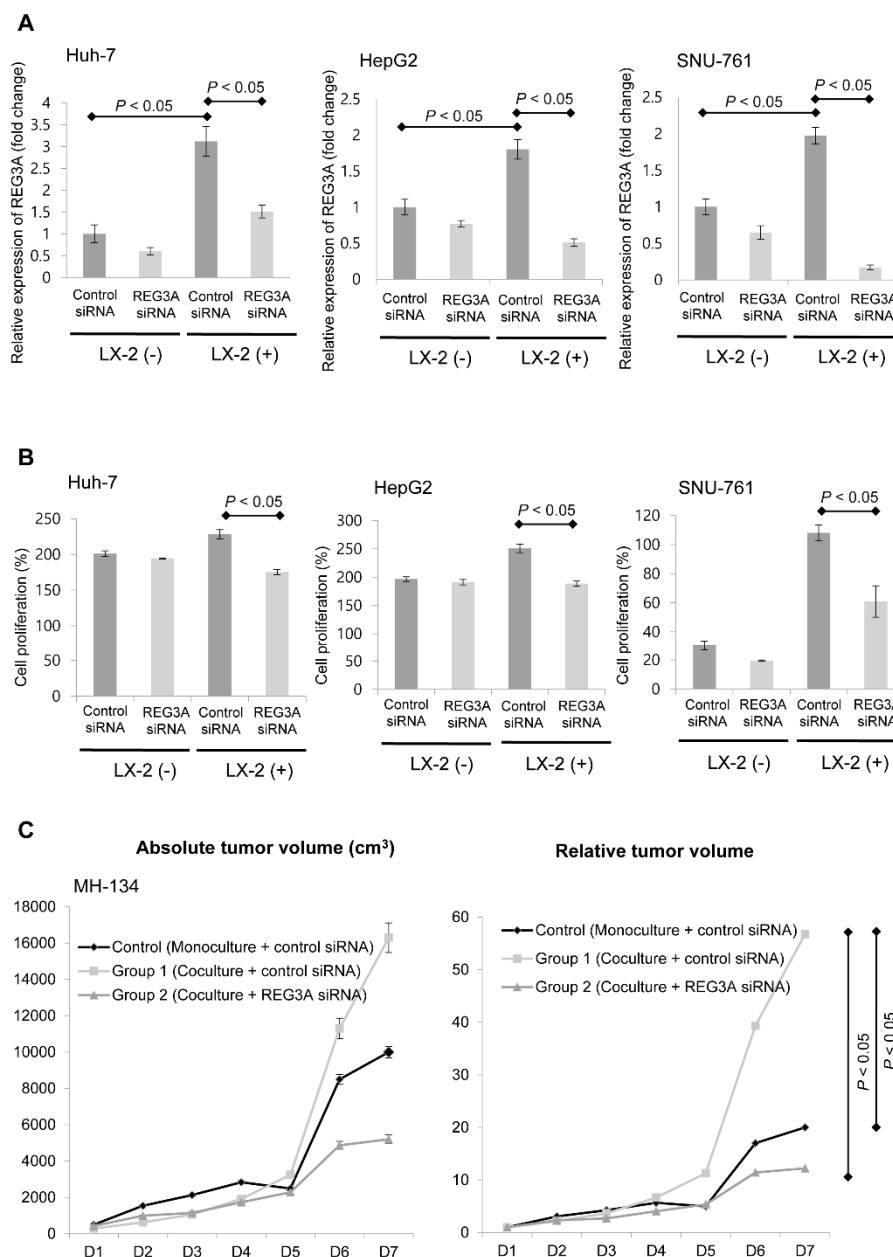 A
Huh-7
HepG2
SNU-761
Relative expression of REG3A (fold change)
4
3.5
3
2.5
2
1.5
1
0.5
0
P < 0.05
P < 0.05
Control siRNA
REG3A siRNA
Control siRNA
REG3A siRNA
LX-2 (-)
LX-2 (+)
Relative expression of REG3A (fold change)
2.5
2
1.5
1
0.5
0
P < 0.05
P < 0.05
Control siRNA
REG3A siRNA
Control siRNA
REG3A siRNA
LX-2 (-)
LX-2 (+)
Relative expression of REG3A (fold change)
2.5
2
1.5
1
0.5
0
P < 0.05
P < 0.05
Control siRNA
REG3A siRNA
Control siRNA
REG3A siRNA
LX-2 (-)
LX-2 (+)
B
Huh-7
HepG2
SNU-761
Cell proliferation (%)
250
200
150
100
50
0
P < 0.05
Control siRNA
REG3A siRNA
Control siRNA
REG3A siRNA
LX-2 (-)
LX-2 (+)
Cell proliferation (%)
300
250
200
150
100
50
0
P < 0.05
Control siRNA
REG3A siRNA
Control siRNA
REG3A siRNA
LX-2 (-)
LX-2 (+)
Cell proliferation (%)
120
100
80
60
40
20
0
P < 0.05
Control siRNA
REG3A siRNA
Control siRNA
REG3A siRNA
LX-2 (-)
LX-2 (+)
C
Absolute tumor volume (cm³)
MH-134
18000
16000
14000
12000
10000
8000
6000
4000
2000
0
Control (Monoculture + control siRNA)
Group 1 (Coculture + control siRNA)
Group 2 (Coculture + REG3A siRNA)
D1 D2 D3 D4 D5 D6 D7
Relative tumor volume
60
50
40
30
20
10
0
Control (Monoculture + control siRNA)
Group 1 (Coculture + control siRNA)
Group 2 (Coculture + REG3A siRNA)
D1 D2 D3 D4 D5 D6 D7
P < 0.05
P < 0.05